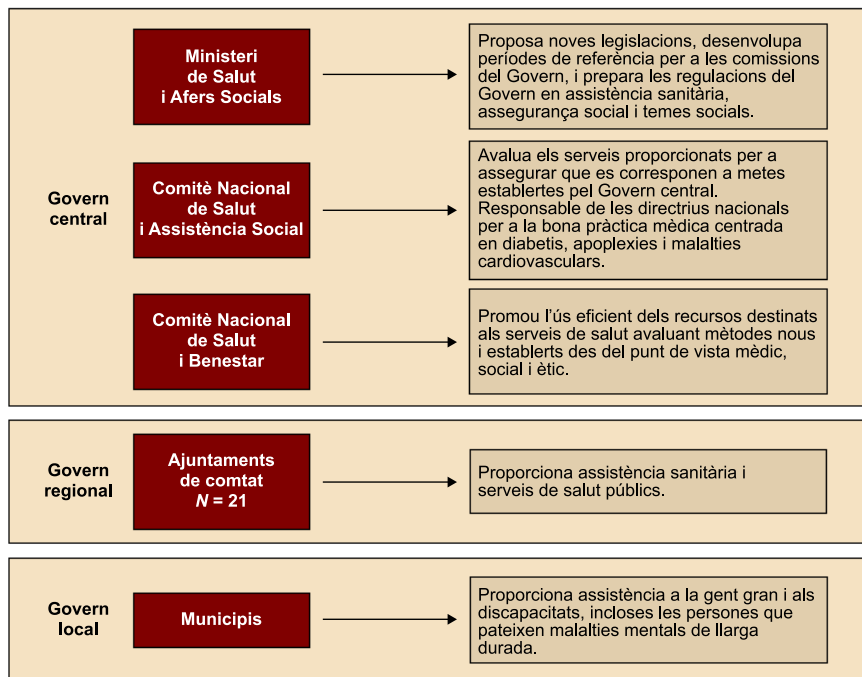 Govern
central
Ministeri
de Salut
i Afers Socials
Proposa noves legislacions, desenvolupa
períodes de referència per a les comissions
del Govern, i prepara les regulacions del
Govern en assistència sanitària,
assegurança social i temes socials.
Comitè Nacional
de Salut
i Assistència Social
Avalua els serveis proporcionats per a
assegurar que es corresponen a metes
establertes pel Govern central.
Responsable de les directrius nacionals
per a la bona pràctica mèdica centrada
en diabetis, apoplexies i malalties
cardiovasculars.
Comitè Nacional
de Salut
i Benestar
Promou l'ús eficient dels recursos destinats
als serveis de salut avaluant mètodes nous
i establerts des del punt de vista mèdic,
social i ètic.
Govern
regional
Ajuntaments
de comtat
N = 21
Proporciona assistència sanitària i
serveis de salut públics.
Govern
local
Municipis
Proporciona assistència a la gent gran i als
discapacitats, incloses les persones que
pateixen malalties mentals de llarga
durada.